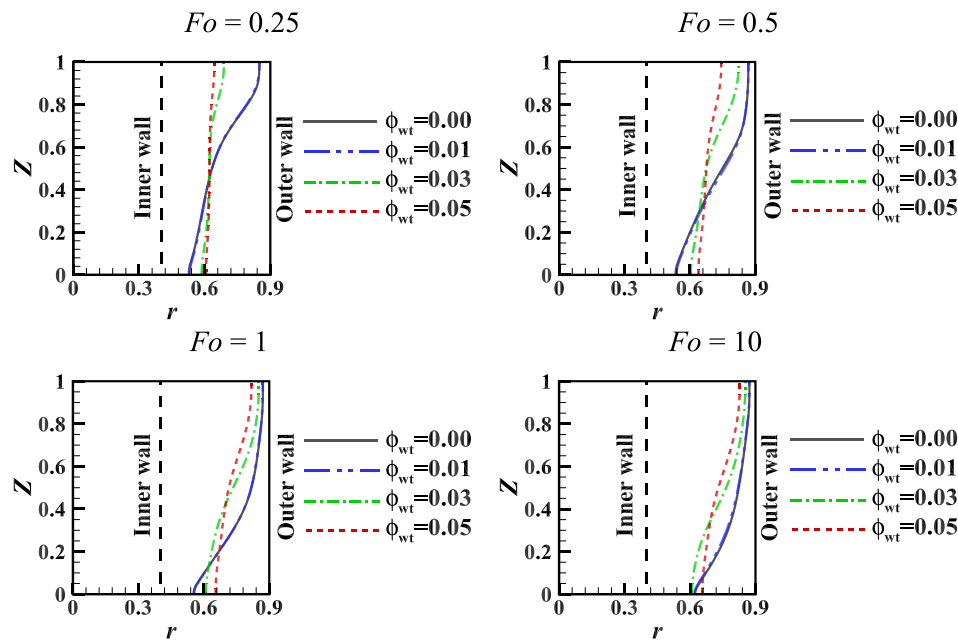 Fo = 0.25
1
0.8
0.6
0.4
0.2
0
Z
Inner wall
Outer wall
0 0.3 0.6 0.9
r
ϕwt=0.00
ϕwt=0.01
ϕwt=0.03
ϕwt=0.05
Fo = 0.5
1
0.8
0.6
0.4
0.2
0
Z
Inner wall
Outer wall
0 0.3 0.6 0.9
r
ϕwt=0.00
ϕwt=0.01
ϕwt=0.03
ϕwt=0.05
Fo = 1
1
0.8
0.6
0.4
0.2
0
Z
Inner wall
Outer wall
0 0.3 0.6 0.9
r
ϕwt=0.00
ϕwt=0.01
ϕwt=0.03
ϕwt=0.05
Fo = 10
1
0.8
0.6
0.4
0.2
0
Z
Inner wall
Outer wall
0 0.3 0.6 0.9
r
ϕwt=0.00
ϕwt=0.01
ϕwt=0.03
ϕwt=0.05